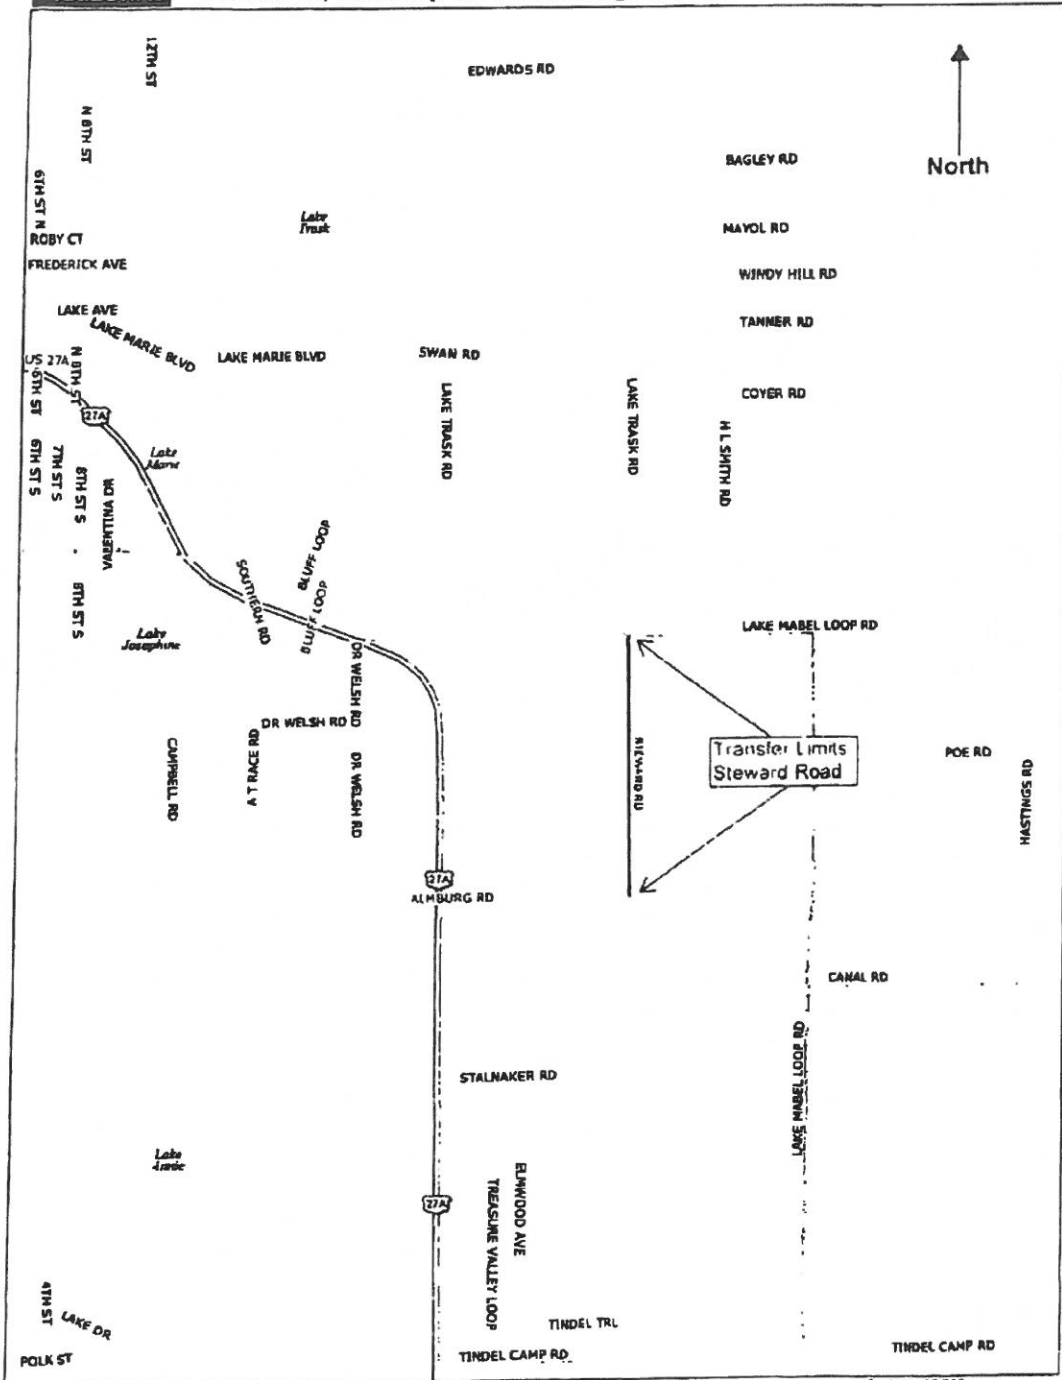 12TH ST
EDWARDS RD
N 8TH ST
BAGLEY RD
North
6TH ST N
Lake
MAYOL RD
ROBY CT
FREDERICK AVE
WINDY HILL RD
LAKE AVE
LAKE MARIE BLVD
TANNER RD
US 27A
N 8TH ST
LAKE MARIE BLVD
SWAN RD
6TH ST
27A
LAKE TRASK RD
LAKE TRASK RD
COYER RD
H L SMITH RD
6TH ST S
7TH ST S
8TH ST S
VALENTINA DR
Lake
Marie
8TH ST S
SOUTHERN RD
BLUFF LOOP
BLUFF LOOP
Lake
Josephine
LAKE MABEL LOOP RD
DR WELSH RD
DR WELSH RD
CAMPBELL RD
A T RACE RD
DR WELSH RD
STEWARD RD
Transfer Limits
Steward Road
POE RD
HASTINGS RD
27A
ALMBURG RD
CANAL RD
LAKE MABEL LOOP RD
STALNAKER RD
Lake
Annie
27A
ELMWOOD AVE
TREASURE VALLEY LOOP
4TH ST
LAKE DR
TINDEL TRL
POLK ST
TINDEL CAMP RD
TINDEL CAMP RD